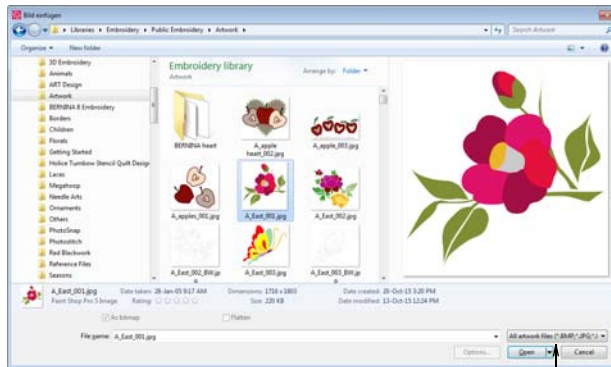 Bild einfügen
Libraries ▸ Embroidery ▸ Public Embroidery ▸ Artwork ▸
Search Artwork
Organize New folder
3D Embroidery
Animals
ART Design
Artwork
BERNINA 8 Embroidery
Borders
Children
Florals
Getting Started
Holice Turnbow Stencil Quilt Design
Laces
Megahoop
Needle Arts
Ornaments
Others
PhotoSnap
Photostitch
Red Blackwork
Reference Files
Seasons
Embroidery library
Artwork
Arrange by: Folder
BERNINA heart
A_apple heart_002.jpg
A_apple_003.jpg
A_apples_001.jpg
A_East_001.jpg
A_East_002.jpg
A_East_002_BW.jp
A_East_003.jpg
A_East_003_BW.jp
A_East_001.jpg Date taken: 28-Jan-05 9:17 AM Dimensions: 1716 x 1803 Date created: 20-Oct-15 3:20 PM
Paint Shop Pro 5 Image Rating: Size: 220 KB Date modified: 13-Oct-15 12:24 PM
As bitmap Flatten
File name: A_East_001.jpg All artwork files (*.BMP;*.JPG;*.I
Options... Open Cancel